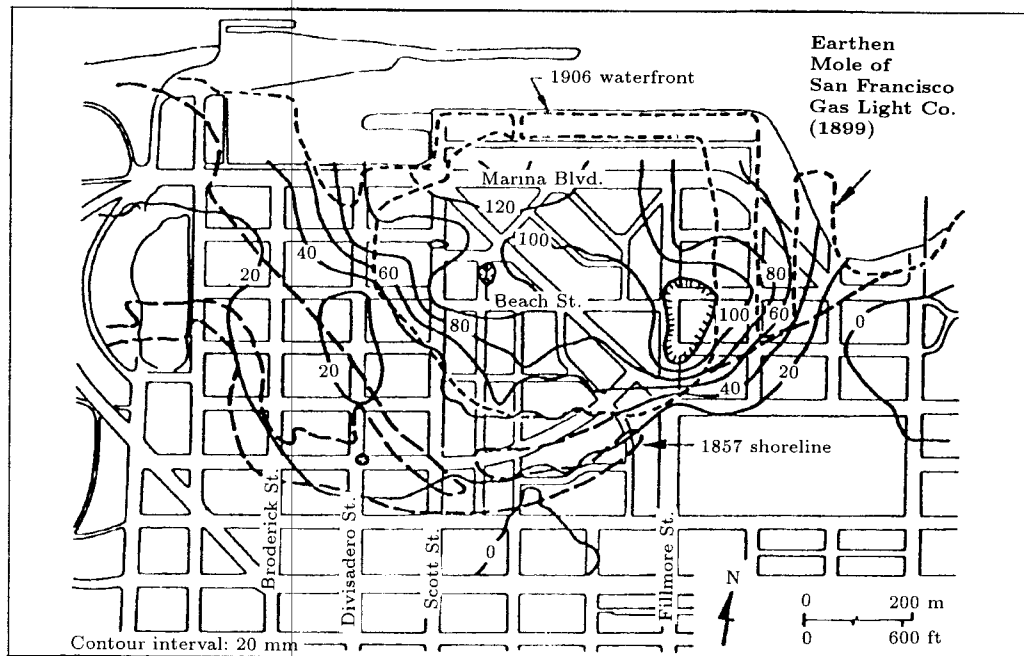 Earthen
Mole of
San Francisco
Gas Light Co.
(1899)
1906 waterfront
Marina Blvd.
120
100
40
20
60
80
Beach St.
80
100
60
0
20
20
40
1857 shoreline
0
Broderick St.
Divisadero St.
Scott St.
Fillmore St.
N
0 200 m
0 600 ft
Contour interval: 20 mm